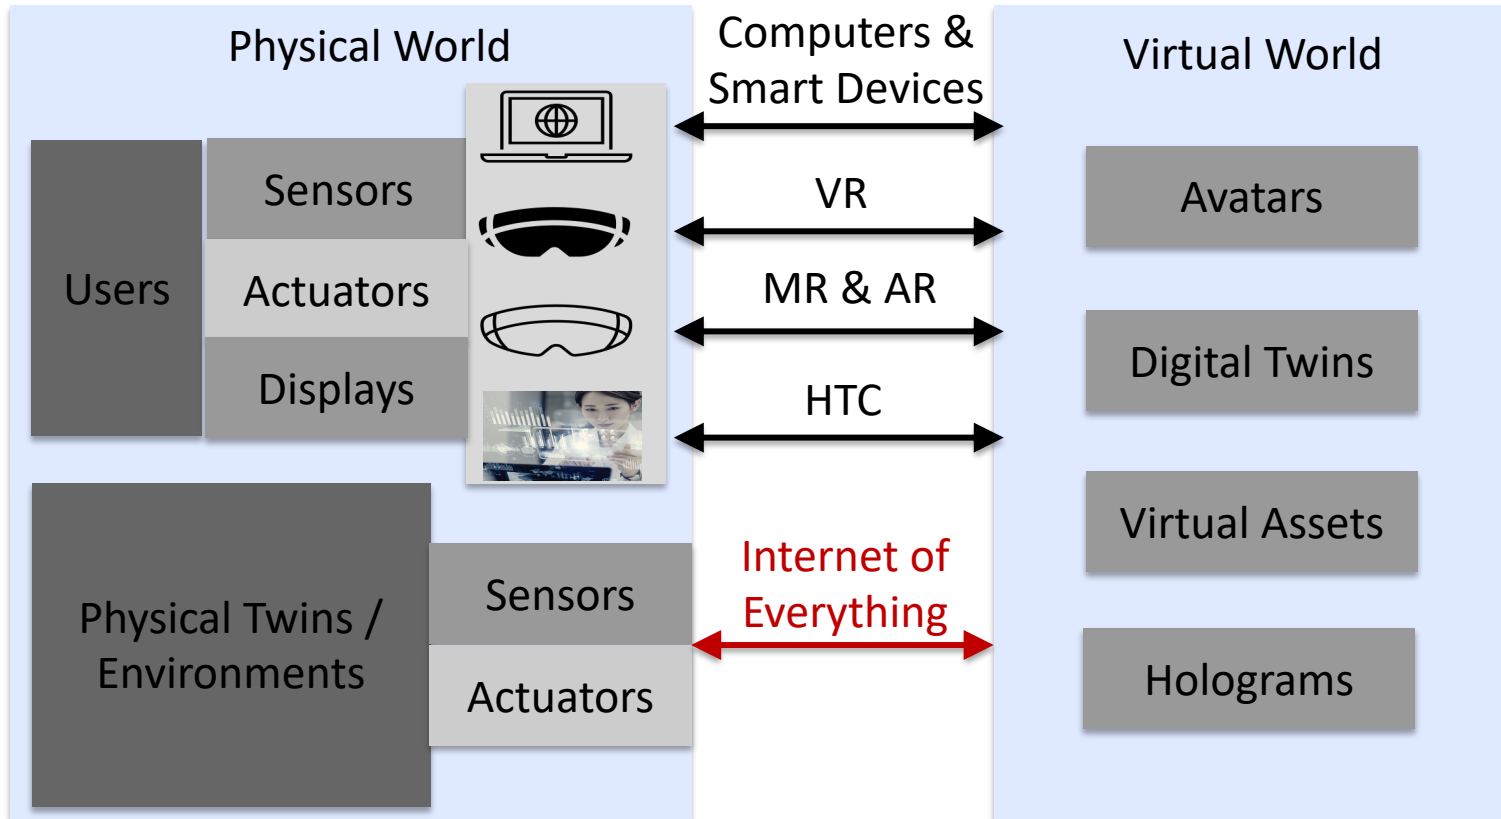 Physical World
Users
Sensors
Actuators
Displays
Physical Twins /
Environments
Sensors
Actuators
Computers &
Smart Devices
VR
MR & AR
HTC
Internet of
Everything
Virtual World
Avatars
Digital Twins
Virtual Assets
Holograms